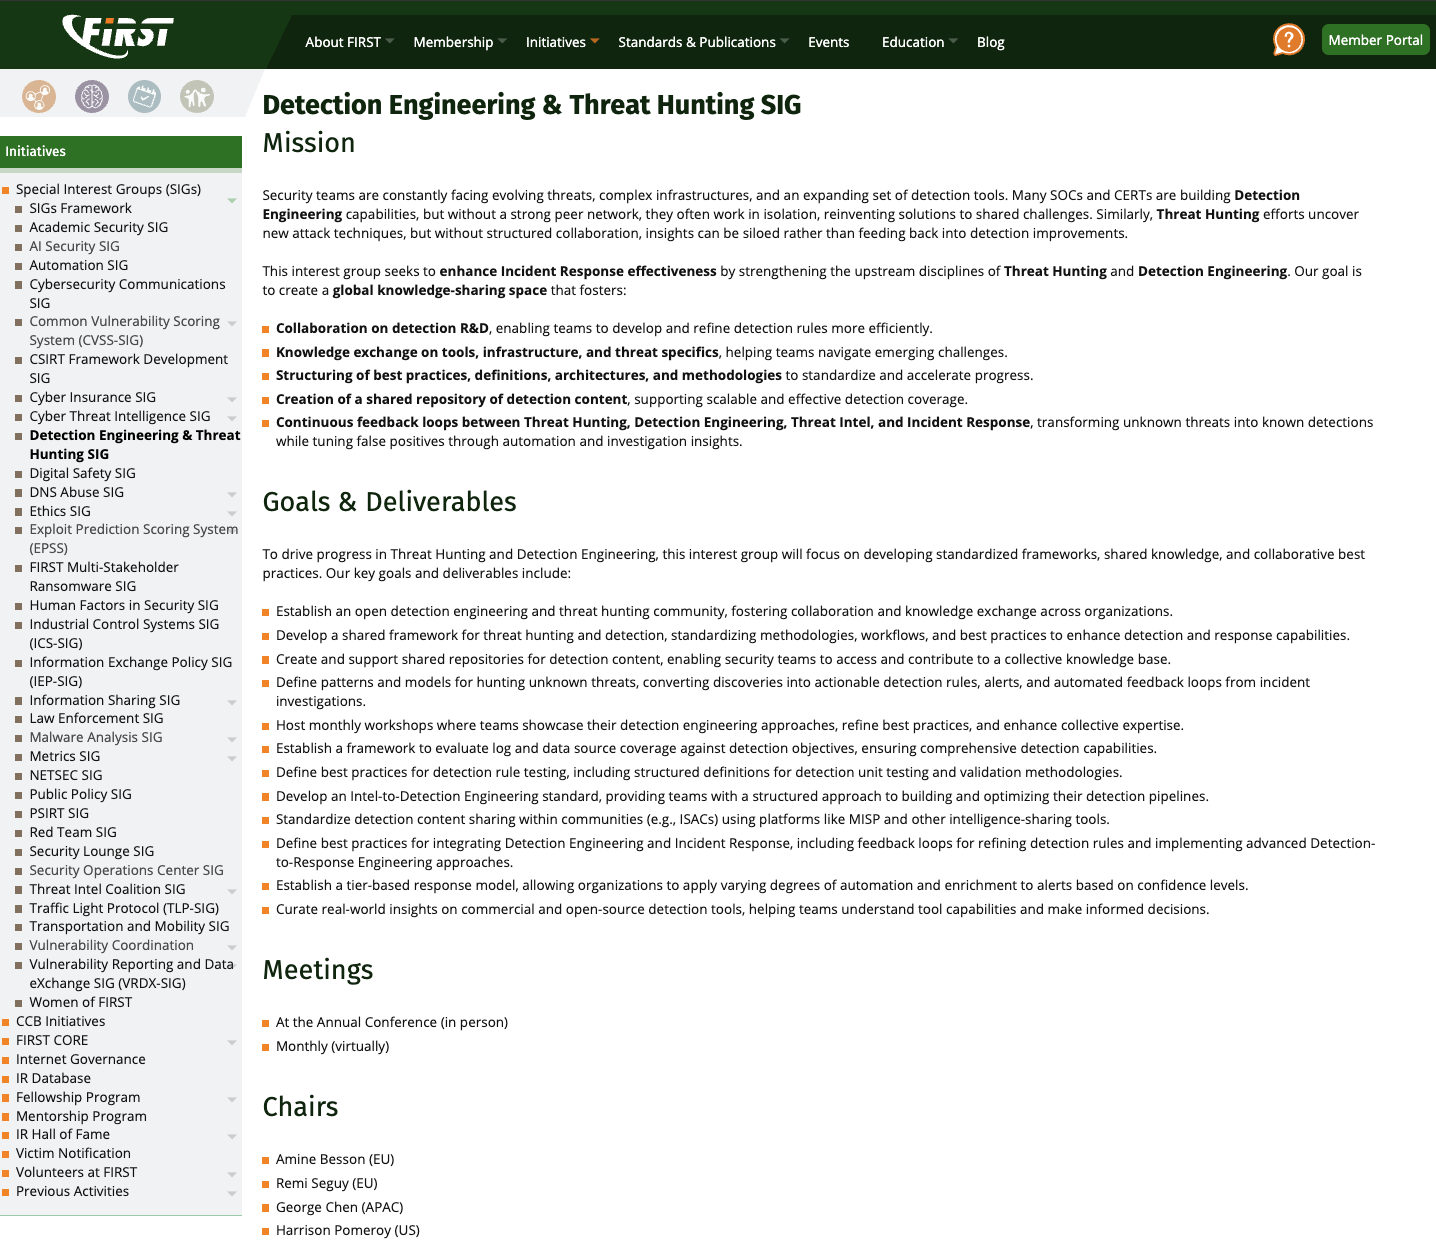 FIRST
About FIRST
Membership
Initiatives
Standards & Publications
Events
Education
Blog
?
Member Portal
Initiatives
Special Interest Groups (SIGs)
SIGs Framework
Academic Security SIG
AI Security SIG
Automation SIG
Cybersecurity Communications
SIG
Common Vulnerability Scoring
System (CVSS-SIG)
CSIRT Framework Development
SIG
Cyber Insurance SIG
Cyber Threat Intelligence SIG
Detection Engineering & Threat
Hunting SIG
Digital Safety SIG
DNS Abuse SIG
Ethics SIG
Exploit Prediction Scoring System
(EPSS)
FIRST Multi-Stakeholder
Ransomware SIG
Human Factors in Security SIG
Industrial Control Systems SIG
(ICS-SIG)
Information Exchange Policy SIG
(IEP-SIG)
Information Sharing SIG
Law Enforcement SIG
Malware Analysis SIG
Metrics SIG
NETSEC SIG
Public Policy SIG
PSIRT SIG
Red Team SIG
Security Lounge SIG
Security Operations Center SIG
Threat Intel Coalition SIG
Traffic Light Protocol (TLP-SIG)
Transportation and Mobility SIG
Vulnerability Coordination
Vulnerability Reporting and Data
eXchange SIG (VRDX-SIG)
Women of FIRST
CCB Initiatives
FIRST CORE
Internet Governance
IR Database
Fellowship Program
Mentorship Program
IR Hall of Fame
Victim Notification
Volunteers at FIRST
Previous Activities
Detection Engineering & Threat Hunting SIG
Mission
Security teams are constantly facing evolving threats, complex infrastructures, and an expanding set of detection tools. Many SOCs and CERTs are building Detection
Engineering capabilities, but without a strong peer network, they often work in isolation, reinventing solutions to shared challenges. Similarly, Threat Hunting efforts uncover
new attack techniques, but without structured collaboration, insights can be siloed rather than feeding back into detection improvements.
This interest group seeks to enhance Incident Response effectiveness by strengthening the upstream disciplines of Threat Hunting and Detection Engineering. Our goal is
to create a global knowledge-sharing space that fosters:
Collaboration on detection R&D, enabling teams to develop and refine detection rules more efficiently.
Knowledge exchange on tools, infrastructure, and threat specifics, helping teams navigate emerging challenges.
Structuring of best practices, definitions, architectures, and methodologies to standardize and accelerate progress.
Creation of a shared repository of detection content, supporting scalable and effective detection coverage.
Continuous feedback loops between Threat Hunting, Detection Engineering, Threat Intel, and Incident Response, transforming unknown threats into known detections
while tuning false positives through automation and investigation insights.
Goals & Deliverables
To drive progress in Threat Hunting and Detection Engineering, this interest group will focus on developing standardized frameworks, shared knowledge, and collaborative best
practices. Our key goals and deliverables include:
Establish an open detection engineering and threat hunting community, fostering collaboration and knowledge exchange across organizations.
Develop a shared framework for threat hunting and detection, standardizing methodologies, workflows, and best practices to enhance detection and response capabilities.
Create and support shared repositories for detection content, enabling security teams to access and contribute to a collective knowledge base.
Define patterns and models for hunting unknown threats, converting discoveries into actionable detection rules, alerts, and automated feedback loops from incident
investigations.
Host monthly workshops where teams showcase their detection engineering approaches, refine best practices, and enhance collective expertise.
Establish a framework to evaluate log and data source coverage against detection objectives, ensuring comprehensive detection capabilities.
Define best practices for detection rule testing, including structured definitions for detection unit testing and validation methodologies.
Develop an Intel-to-Detection Engineering standard, providing teams with a structured approach to building and optimizing their detection pipelines.
Standardize detection content sharing within communities (e.g., ISACs) using platforms like MISP and other intelligence-sharing tools.
Define best practices for integrating Detection Engineering and Incident Response, including feedback loops for refining detection rules and implementing advanced Detection-
to-Response Engineering approaches.
Establish a tier-based response model, allowing organizations to apply varying degrees of automation and enrichment to alerts based on confidence levels.
Curate real-world insights on commercial and open-source detection tools, helping teams understand tool capabilities and make informed decisions.
Meetings
At the Annual Conference (in person)
Monthly (virtually)
Chairs
Amine Besson (EU)
Remi Seguy (EU)
George Chen (APAC)
Harrison Pomeroy (US)